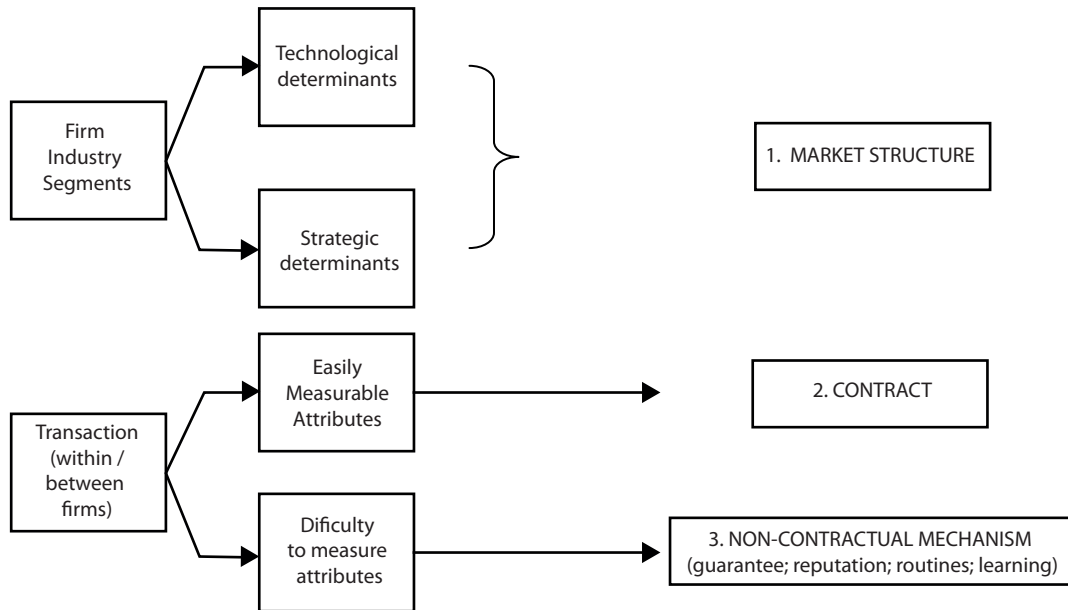 Technological
determinants
Firm
Industry
Segments
1. MARKET STRUCTURE
Strategic
determinants
Easily
Measurable
Attributes
2. CONTRACT
Transaction
(within /
between
firms)
Dificulty
to measure
attributes
3. NON-CONTRACTUAL MECHANISM
(guarantee; reputation; routines; learning)